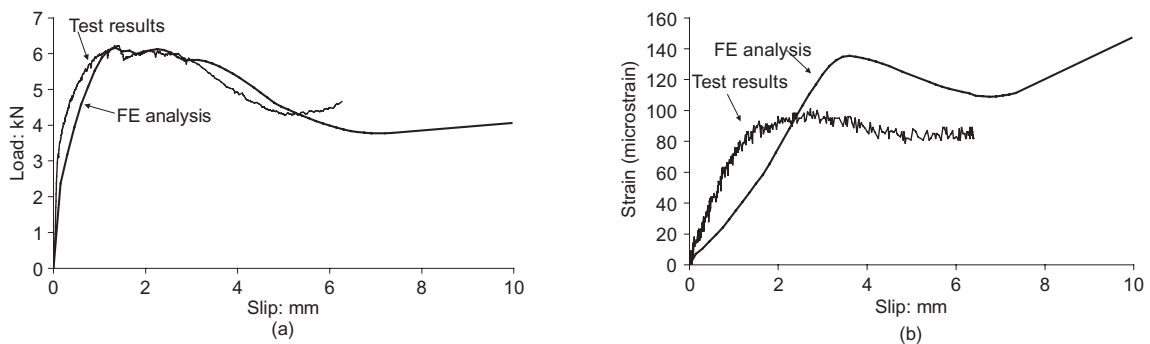 7
6
5
4
3
2
1
0
Load: kN
Test results
FE analysis
0 2 4 6 8 10
Slip: mm
(a)
160
140
120
100
80
60
40
20
0
Strain (microstrain)
FE analysis
Test results
0 2 4 6 8 10
Slip: mm
(b)